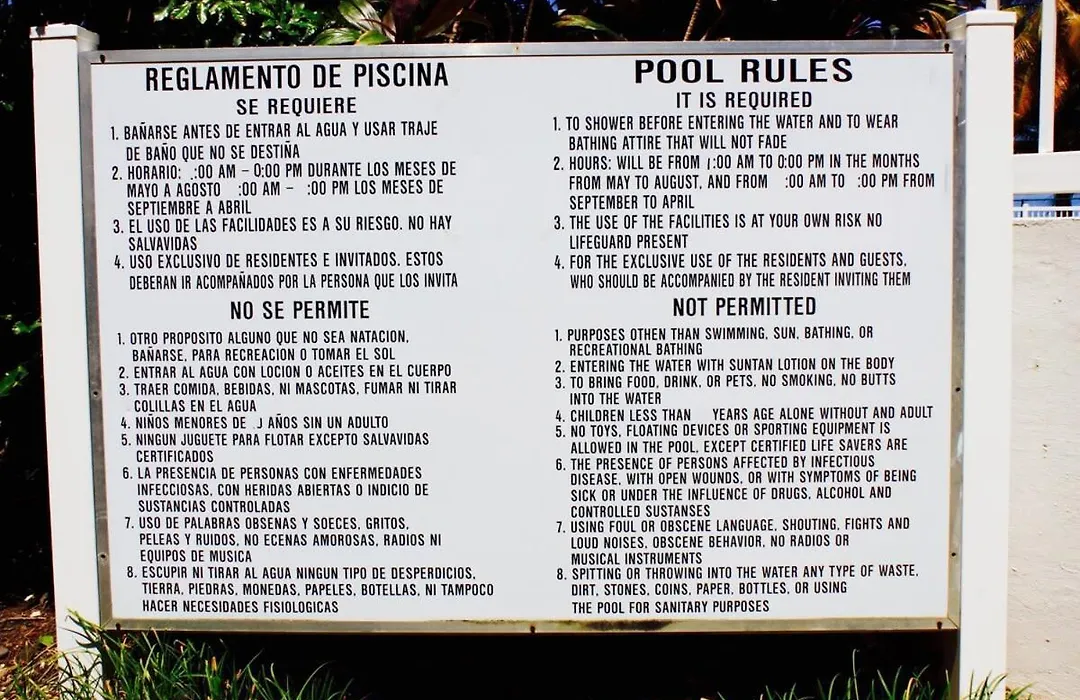 REGLAMENTO DE PISCINA
SE REQUIERE
1. BAÑARSE ANTES DE ENTRAR AL AGUA Y USAR TRAJE
DE BAÑO QUE NO SE DESTIÑA
2. HORARIO: :00 AM – 0:00 PM DURANTE LOS MESES DE
MAYO A AGOSTO :00 AM – :00 PM LOS MESES DE
SEPTIEMBRE A ABRIL
3. EL USO DE LAS FACILIDADES ES A SU RIESGO. NO HAY
SALVAVIDAS
4. USO EXCLUSIVO DE RESIDENTES E INVITADOS. ESTOS
DEBERAN IR ACOMPAÑADOS POR LA PERSONA QUE LOS INVITA
NO SE PERMITE
1. OTRO PROPOSITO ALGUNO QUE NO SEA NATACION,
BAÑARSE, PARA RECREACION O TOMAR EL SOL
2. ENTRAR AL AGUA CON LOCION O ACEITES EN EL CUERPO
3. TRAER COMIDA, BEBIDAS, NI MASCOTAS, FUMAR NI TIRAR
COLILLAS EN EL AGUA
4. NIÑOS MENORES DE AÑOS SIN UN ADULTO
5. NINGUN JUGUETE PARA FLOTAR EXCEPTO SALVAVIDAS
CERTIFICADOS
6. LA PRESENCIA DE PERSONAS CON ENFERMEDADES
INFECCIOSAS, CON HERIDAS ABIERTAS O INDICIO DE
SUSTANCIAS CONTROLADAS
7. USO DE PALABRAS OBSENAS Y SOECES, GRITOS,
PELEAS Y RUIDOS, NO ECENAS AMOROSAS, RADIOS NI
EQUIPOS DE MUSICA
8. ESCUPIR NI TIRAR AL AGUA NINGUN TIPO DE DESPERDICIOS,
TIERRA, PIEDRAS, MONEDAS, PAPELES, BOTELLAS, NI TAMPOCO
HACER NECESIDADES FISIOLOGICAS
POOL RULES
IT IS REQUIRED
1. TO SHOWER BEFORE ENTERING THE WATER AND TO WEAR
BATHING ATTIRE THAT WILL NOT FADE
2. HOURS: WILL BE FROM :00 AM TO 0:00 PM IN THE MONTHS
FROM MAY TO AUGUST, AND FROM :00 AM TO :00 PM FROM
SEPTEMBER TO APRIL
3. THE USE OF THE FACILITIES IS AT YOUR OWN RISK NO
LIFEGUARD PRESENT
4. FOR THE EXCLUSIVE USE OF THE RESIDENTS AND GUESTS,
WHO SHOULD BE ACCOMPANIED BY THE RESIDENT INVITING THEM
NOT PERMITTED
1. PURPOSES OTHEN THAN SWIMMING, SUN, BATHING, OR
RECREATIONAL BATHING
2. ENTERING THE WATER WITH SUNTAN LOTION ON THE BODY
3. TO BRING FOOD, DRINK, OR PETS, NO SMOKING, NO BUTTS
INTO THE WATER
4. CHILDREN LESS THAN YEARS AGE ALONE WITHOUT AND ADULT
5. NO TOYS, FLOATING DEVICES OR SPORTING EQUIPMENT IS
ALLOWED IN THE POOL, EXCEPT CERTIFIED LIFE SAVERS ARE
6. THE PRESENCE OF PERSONS AFFECTED BY INFECTIOUS
DISEASE, WITH OPEN WOUNDS, OR WITH SYMPTOMS OF BEING
SICK OR UNDER THE INFLUENCE OF DRUGS, ALCOHOL AND
CONTROLLED SUSTANSES
7. USING FOUL OR OBSCENE LANGUAGE, SHOUTING, FIGHTS AND
LOUD NOISES, OBSCENE BEHAVIOR, NO RADIOS OR
MUSICAL INSTRUMENTS
8. SPITTING OR THROWING INTO THE WATER ANY TYPE OF WASTE,
DIRT, STONES, COINS, PAPER, BOTTLES, OR USING
THE POOL FOR SANITARY PURPOSES